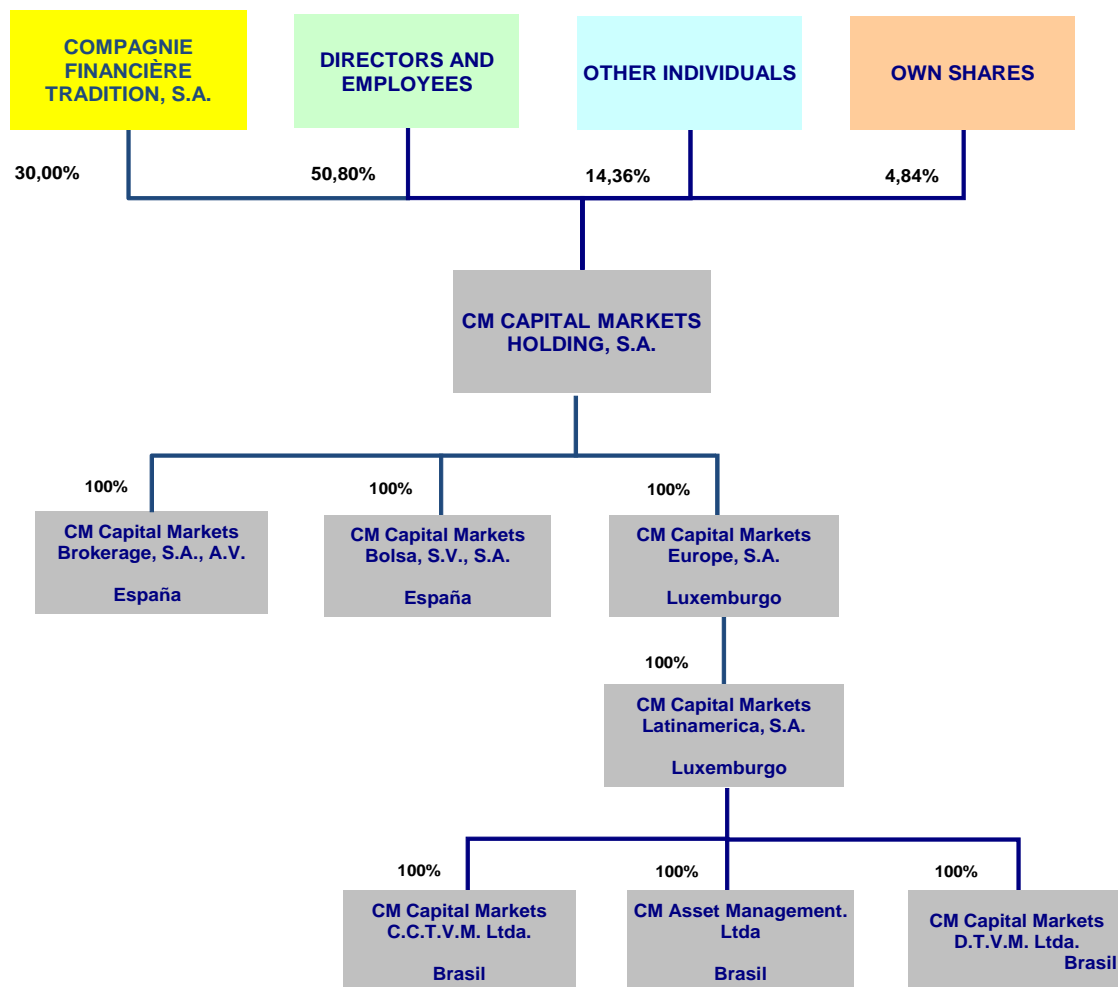 COMPAGNIE
FINANCIÈRE
TRADITION, S.A.
DIRECTORS AND
EMPLOYEES
OTHER INDIVIDUALS
OWN SHARES
30,00%
50,80%
14,36%
4,84%
CM CAPITAL MARKETS
HOLDING, S.A.
100%
100%
100%
CM Capital Markets
Brokerage, S.A., A.V.
España
CM Capital Markets
Bolsa, S.V., S.A.
España
CM Capital Markets
Europe, S.A.
Luxemburgo
100%
CM Capital Markets
Latinamerica, S.A.
Luxemburgo
100%
100%
100%
CM Capital Markets
C.C.T.V.M. Ltda.
Brasil
CM Asset Management.
Ltda
Brasil
CM Capital Markets
D.T.V.M. Ltda.
Brasil